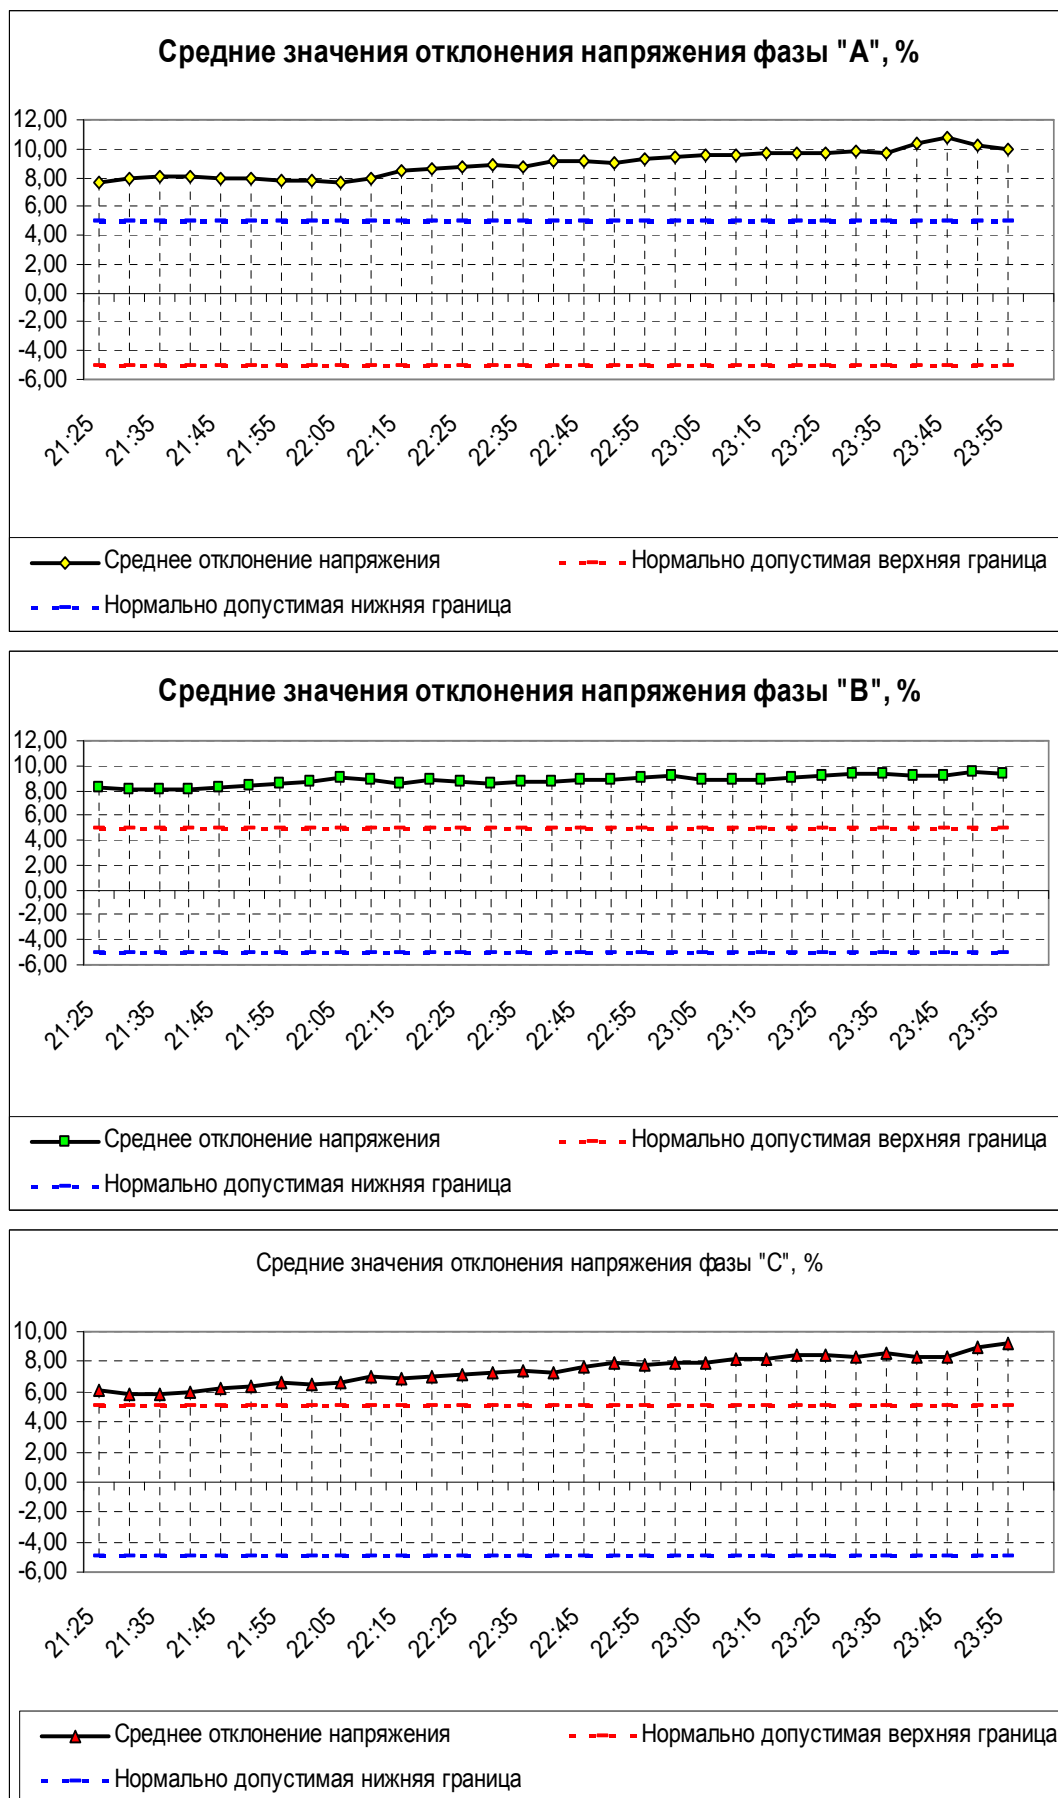 Средние значения отклонения напряжения фазы "А", %
12,00
10,00
8,00
6,00
4,00
2,00
0,00
-2,00
-4,00
-6,00
21:25 21:35 21:45 21:55 22:05 22:15 22:25 22:35 22:45 22:55 23:05 23:15 23:25 23:35 23:45 23:55
Среднее отклонение напряжения Нормально допустимая верхняя граница
Нормально допустимая нижняя граница
Средние значения отклонения напряжения фазы "В", %
12,00
10,00
8,00
6,00
4,00
2,00
0,00
-2,00
-4,00
-6,00
21:25 21:35 21:45 21:55 22:05 22:15 22:25 22:35 22:45 22:55 23:05 23:15 23:25 23:35 23:45 23:55
Среднее отклонение напряжения Нормально допустимая верхняя граница
Нормально допустимая нижняя граница
Средние значения отклонения напряжения фазы "С", %
10,00
8,00
6,00
4,00
2,00
0,00
-2,00
-4,00
-6,00
21:25 21:35 21:45 21:55 22:05 22:15 22:25 22:35 22:45 22:55 23:05 23:15 23:25 23:35 23:45 23:55
Среднее отклонение напряжения Нормально допустимая верхняя граница
Нормально допустимая нижняя граница